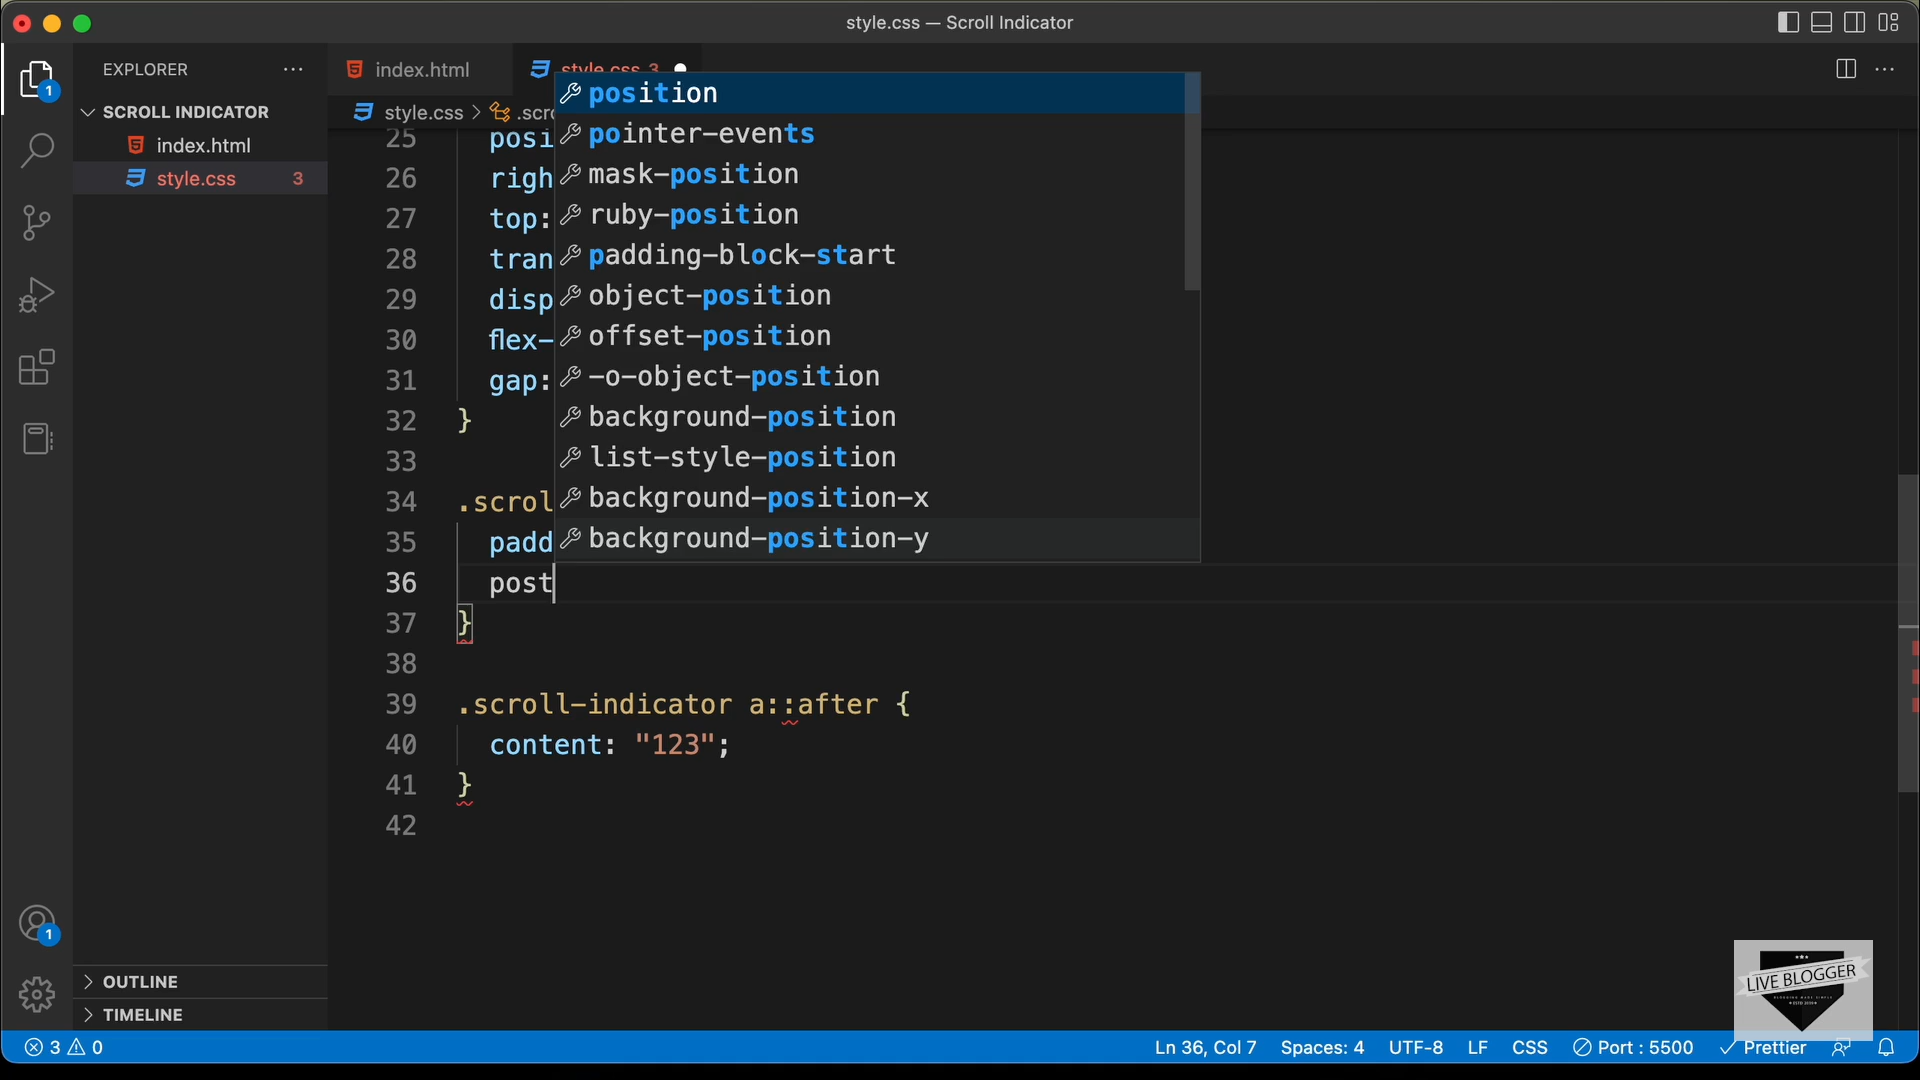 style.css — Scroll Indicator
EXPLORER
index.html
style.css 3
SCROLL INDICATOR
index.html
style.css 3
style.css > .scro
position
pointer-events
mask-position
ruby-position
padding-block-start
object-position
offset-position
-o-object-position
background-position
list-style-position
background-position-x
background-position-y
25 posi
26 righ
27 top:
28 tran
29 disp
30 flex-
31 gap:
32 }
33
34 .scrol
35 padd
36 post
37 }
38
39 .scroll-indicator a::after {
40 content: "123";
41 }
42
1
1
OUTLINE
TIMELINE
LIVE BLOGGER
3 0
Ln 36, Col 7 Spaces: 4 UTF-8 LF CSS Port : 5500 Prettier